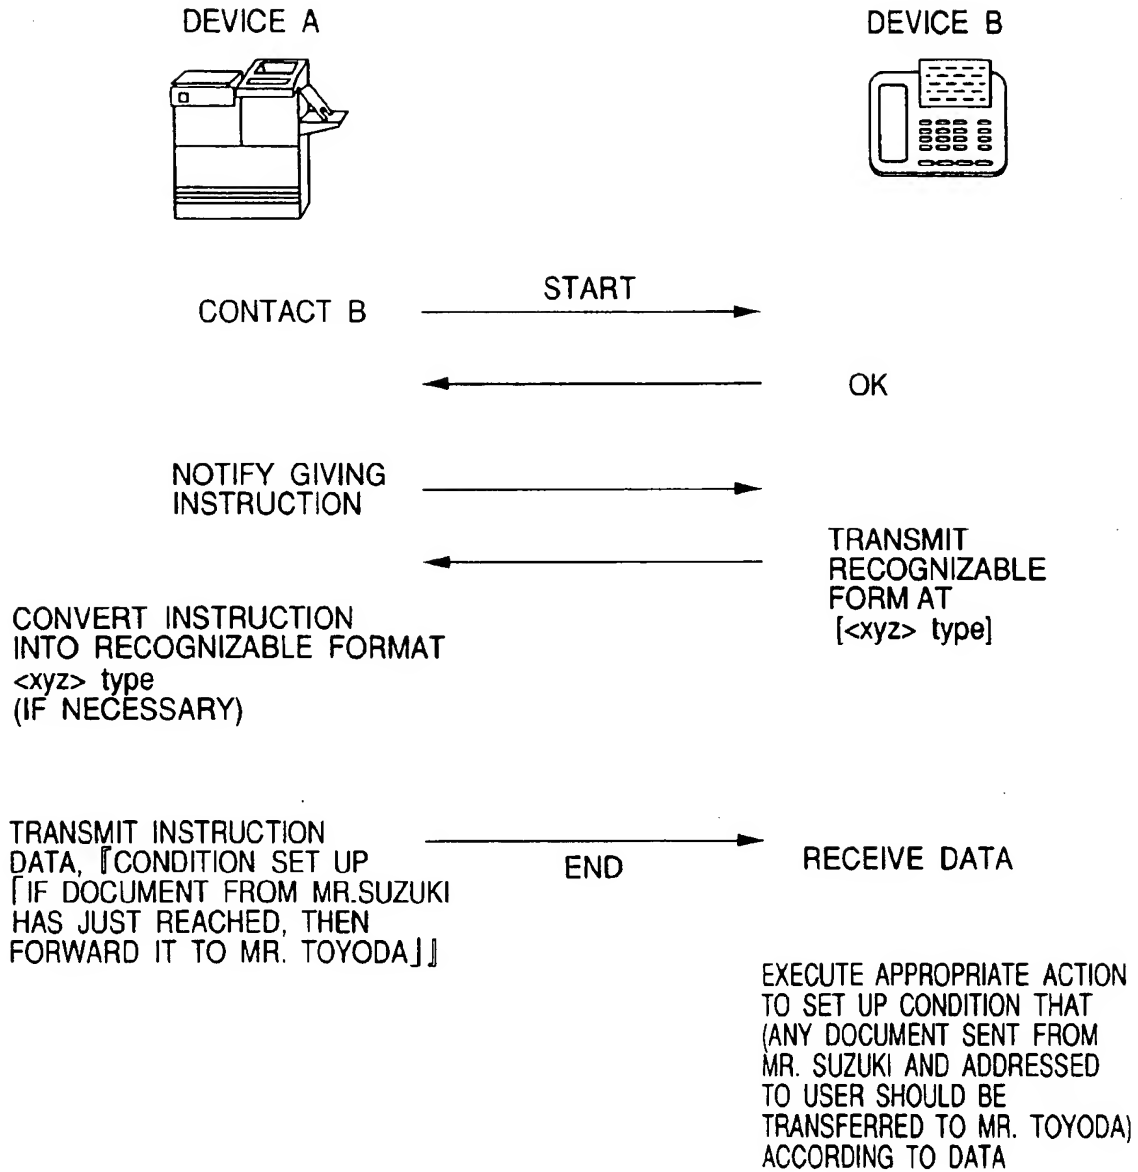 DEVICE A
DEVICE B
CONTACT B
START
OK
NOTIFY GIVING
INSTRUCTION
TRANSMIT
RECOGNIZABLE
FORM AT
[<xyz> type]
CONVERT INSTRUCTION
INTO RECOGNIZABLE FORMAT
<xyz> type
(IF NECESSARY)
TRANSMIT INSTRUCTION
DATA, 『CONDITION SET UP
「IF DOCUMENT FROM MR.SUZUKI
HAS JUST REACHED, THEN
FORWARD IT TO MR. TOYODA」』
END
RECEIVE DATA
EXECUTE APPROPRIATE ACTION
TO SET UP CONDITION THAT
(ANY DOCUMENT SENT FROM
MR. SUZUKI AND ADDRESSED
TO USER SHOULD BE
TRANSFERRED TO MR. TOYODA)
ACCORDING TO DATA